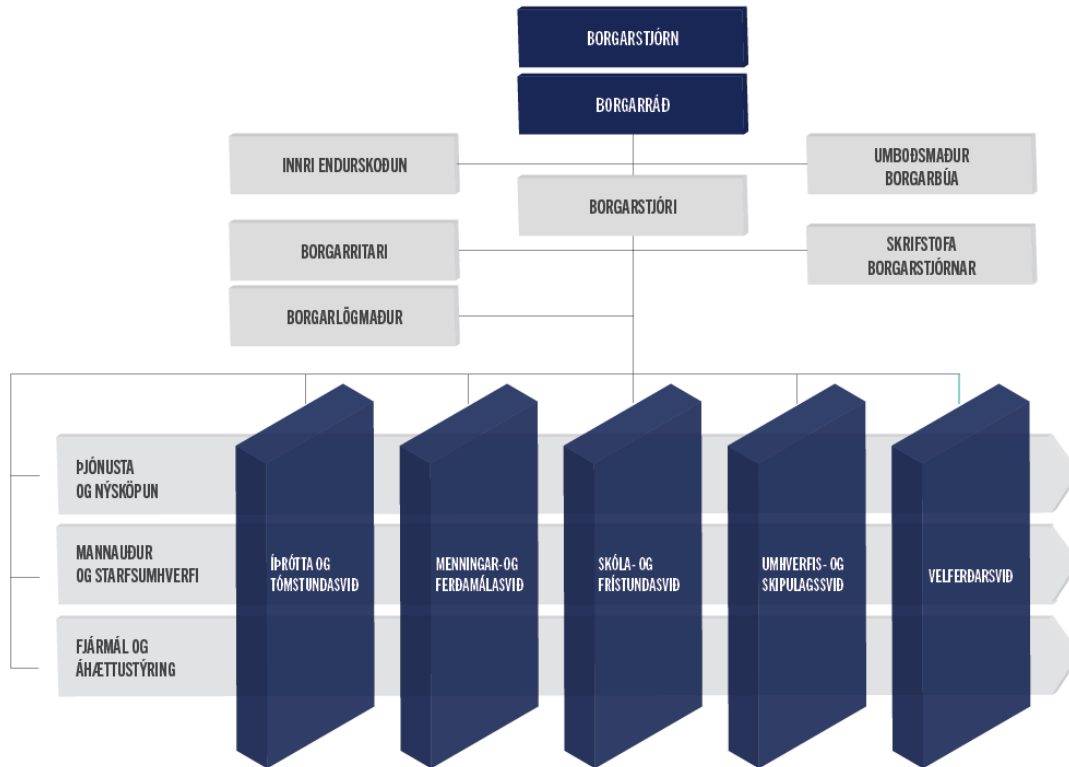 BORGARSTJÓRN
BORGARRÁÐ
INNRI ENDURSKOÐUN
UMBOÐSMAÐUR
BORGARBÚA
BORGARSTJÓRI
BORGARRITARI
SKRIFSTOFA
BORGARSTJÓRNAR
BORGARLÖGMAÐUR
ÞJÓNUSTA
OG NÝSKÖPUN
MANNAUÐUR
OG STARFSUMHVERFI
FJÁRMÁL OG
ÁHÆTTUSTÝRING
ÍÞRÓTTA OG
TÓMSTUNDASVIÐ
MENNINGAR- OG
FERÐAMÁLASVIÐ
SKÓLA- OG
FRÍSTUNDASVIÐ
UMHVERFIS- OG
SKIPULAGSSVIÐ
VELFERÐARSVIÐ